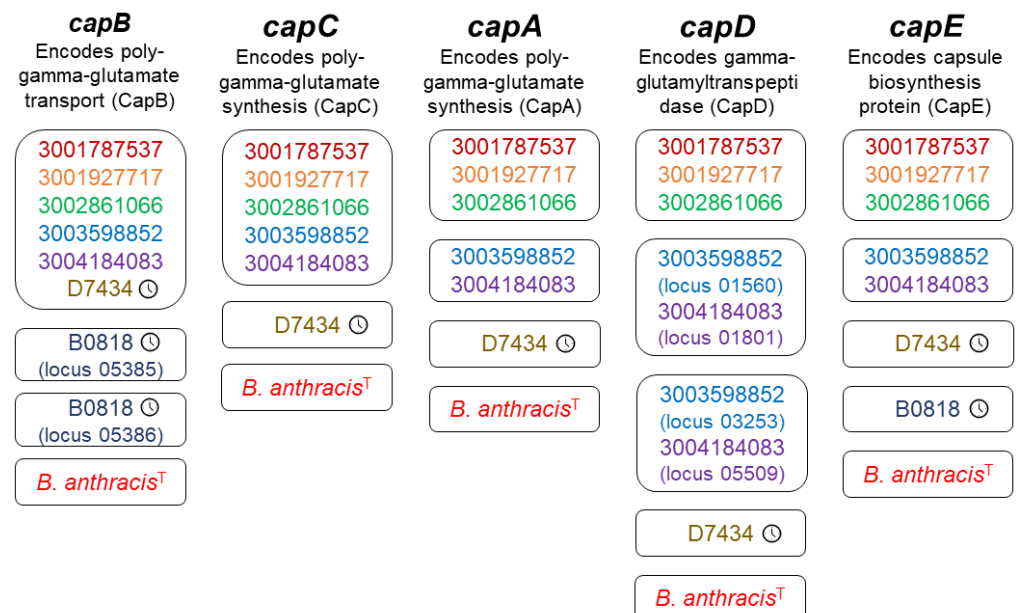 capB
Encodes poly-
gamma-glutamate
transport (CapB)
3001787537
3001927717
3002861066
3003598852
3004184083
D7434
B0818
(locus 05385)
B0818
(locus 05386)
B. anthracisᵀ
capC
Encodes poly-
gamma-glutamate
synthesis (CapC)
3001787537
3001927717
3002861066
3003598852
3004184083
D7434
B. anthracisᵀ
capA
Encodes poly-
gamma-glutamate
synthesis (CapA)
3001787537
3001927717
3002861066
3003598852
3004184083
D7434
B. anthracisᵀ
capD
Encodes gamma-
glutamyltranspepti
dase (CapD)
3001787537
3001927717
3002861066
3003598852
(locus 01560)
3004184083
(locus 01801)
3003598852
(locus 03253)
3004184083
(locus 05509)
D7434
B. anthracisᵀ
capE
Encodes capsule
biosynthesis
protein (CapE)
3001787537
3001927717
3002861066
3003598852
3004184083
D7434
B0818
B. anthracisᵀ